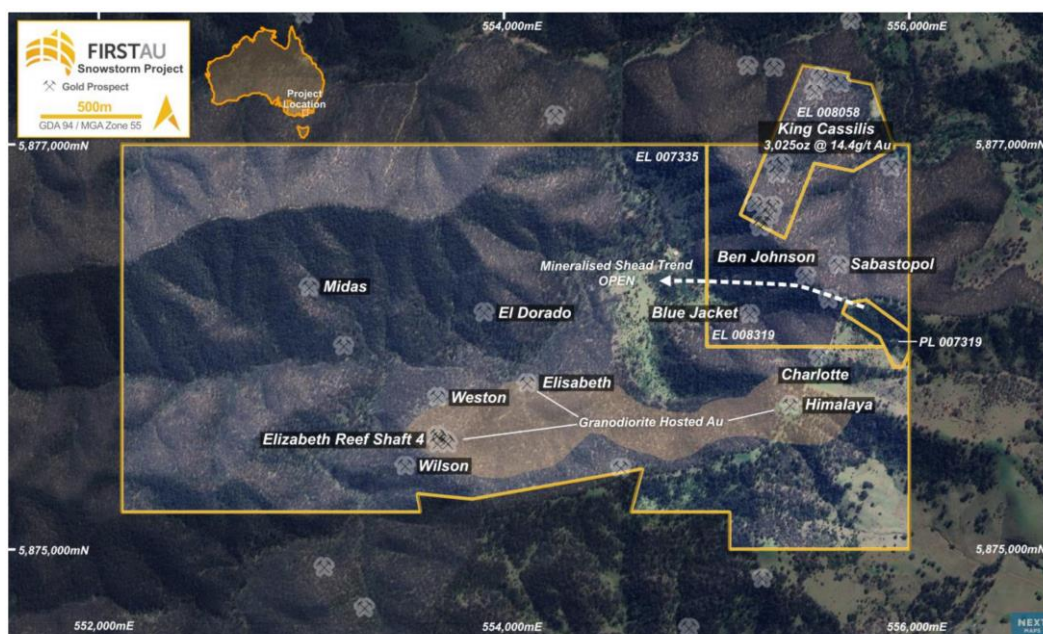 FIRSTAU
Snowstorm Project
Gold Prospect
500m
GDA 94 / MGA Zone 55
Project
Location
554,000mE
556,000mE
5,877,000mN
5,877,000mN
EL 008058
King Cassilis
3,025oz @ 14.4g/t Au
EL 007335
Ben Johnson
Sabastopol
Mineralised Shead Trend
OPEN
Midas
El Dorado
Blue Jacket
EL 008319
PL 007319
Charlotte
Elisabeth
Weston
Himalaya
Granodiorite Hosted Au
Elizabeth Reef Shaft 4
Wilson
5,875,000mN
5,875,000mN
552,000mE
554,000mE
556,000mE
NEXT
MAPS